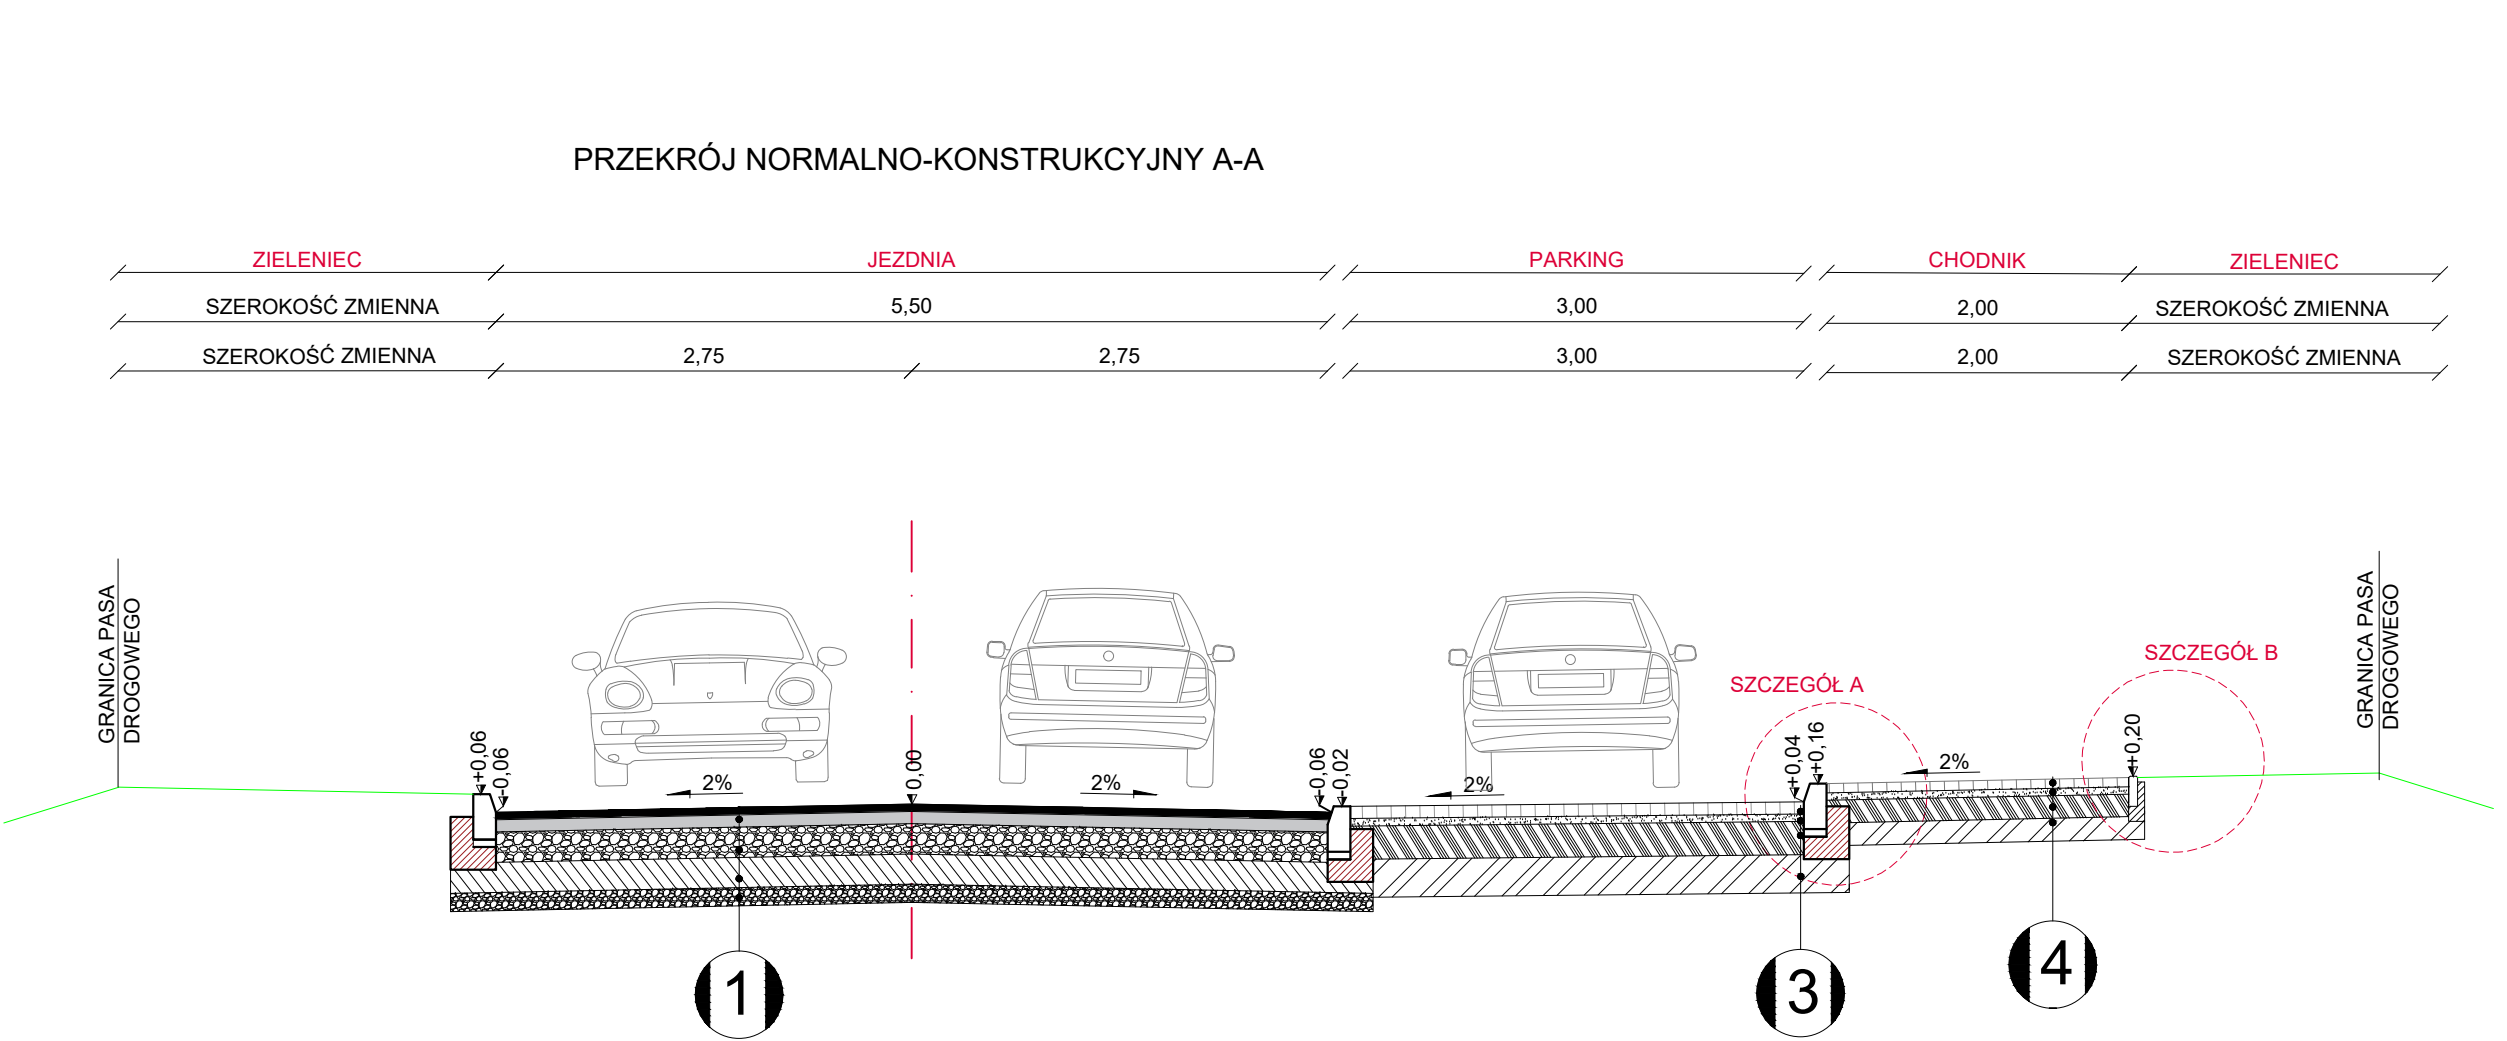 PRZEKRÓJ NORMALNO-KONSTRUKCYJNY A-A
ZIELENIEC JEZDNIA PARKING CHODNIK ZIELENIEC
SZEROKOŚĆ ZMIENNA 5,50 3,00 2,00 SZEROKOŚĆ ZMIENNA
SZEROKOŚĆ ZMIENNA 2,75 2,75 3,00 2,00 SZEROKOŚĆ ZMIENNA
GRANICA PASA
DROGOWEGO
GRANICA PASA
DROGOWEGO
SZCZEGÓŁ A
SZCZEGÓŁ B
+0,06
-0,06
0,00
-0,06
-0,02
+0,04
+0,16
+0,20
2%
2%
2%
2%
1
3
4